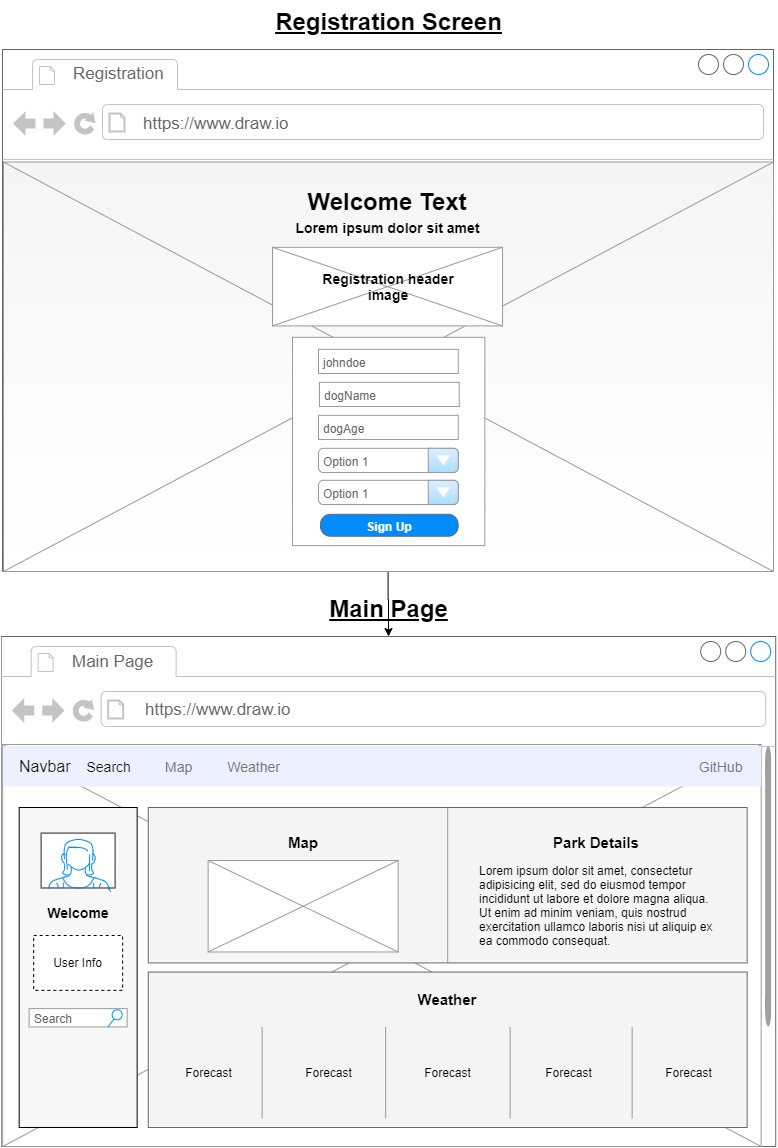 Registration Screen
Registration
https://www.draw.io
Welcome Text
Lorem ipsum dolor sit amet
Registration header
image
johndoe
dogName
dogAge
Option 1
Option 1
Sign Up
Main Page
Main Page
https://www.draw.io
Navbar Search Map Weather GitHub
Welcome
User Info
Search
Map
Park Details
Lorem ipsum dolor sit amet, consectetur
adipisicing elit, sed do eiusmod tempor
incididunt ut labore et dolore magna aliqua.
Ut enim ad minim veniam, quis nostrud
exercitation ullamco laboris nisi ut aliquip ex
ea commodo consequat.
Weather
Forecast Forecast Forecast Forecast Forecast